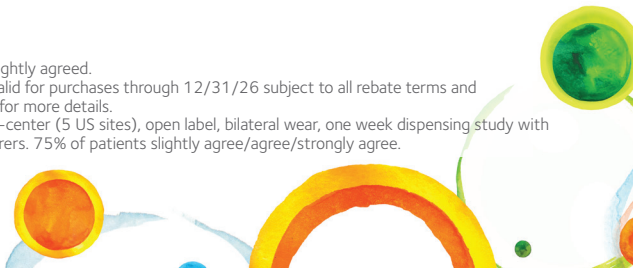 ghtly agreed.
alid for purchases through 12/31/26 subject to all rebate terms and
for more details.
-center (5 US sites), open label, bilateral wear, one week dispensing study with
rers. 75% of patients slightly agree/agree/strongly agree.